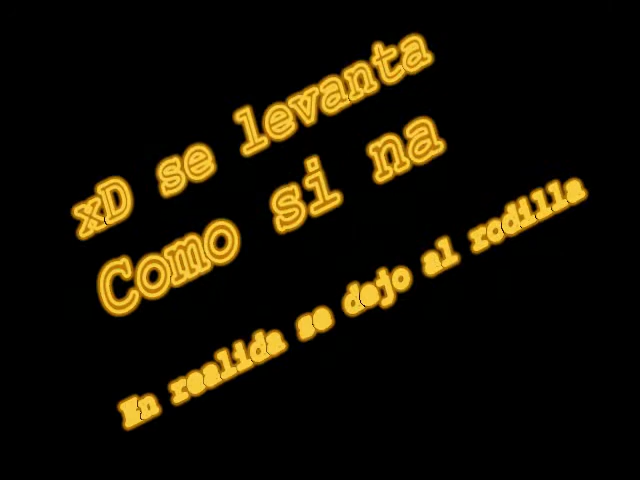 xD se levanta
Como si na
En realida se dejo al rodilla